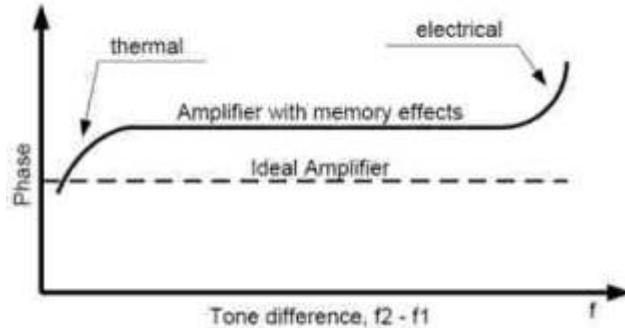 electrical
thermal
Amplifier with memory effects
Ideal Amplifier
Phase
Tone difference, f2 - f1
f